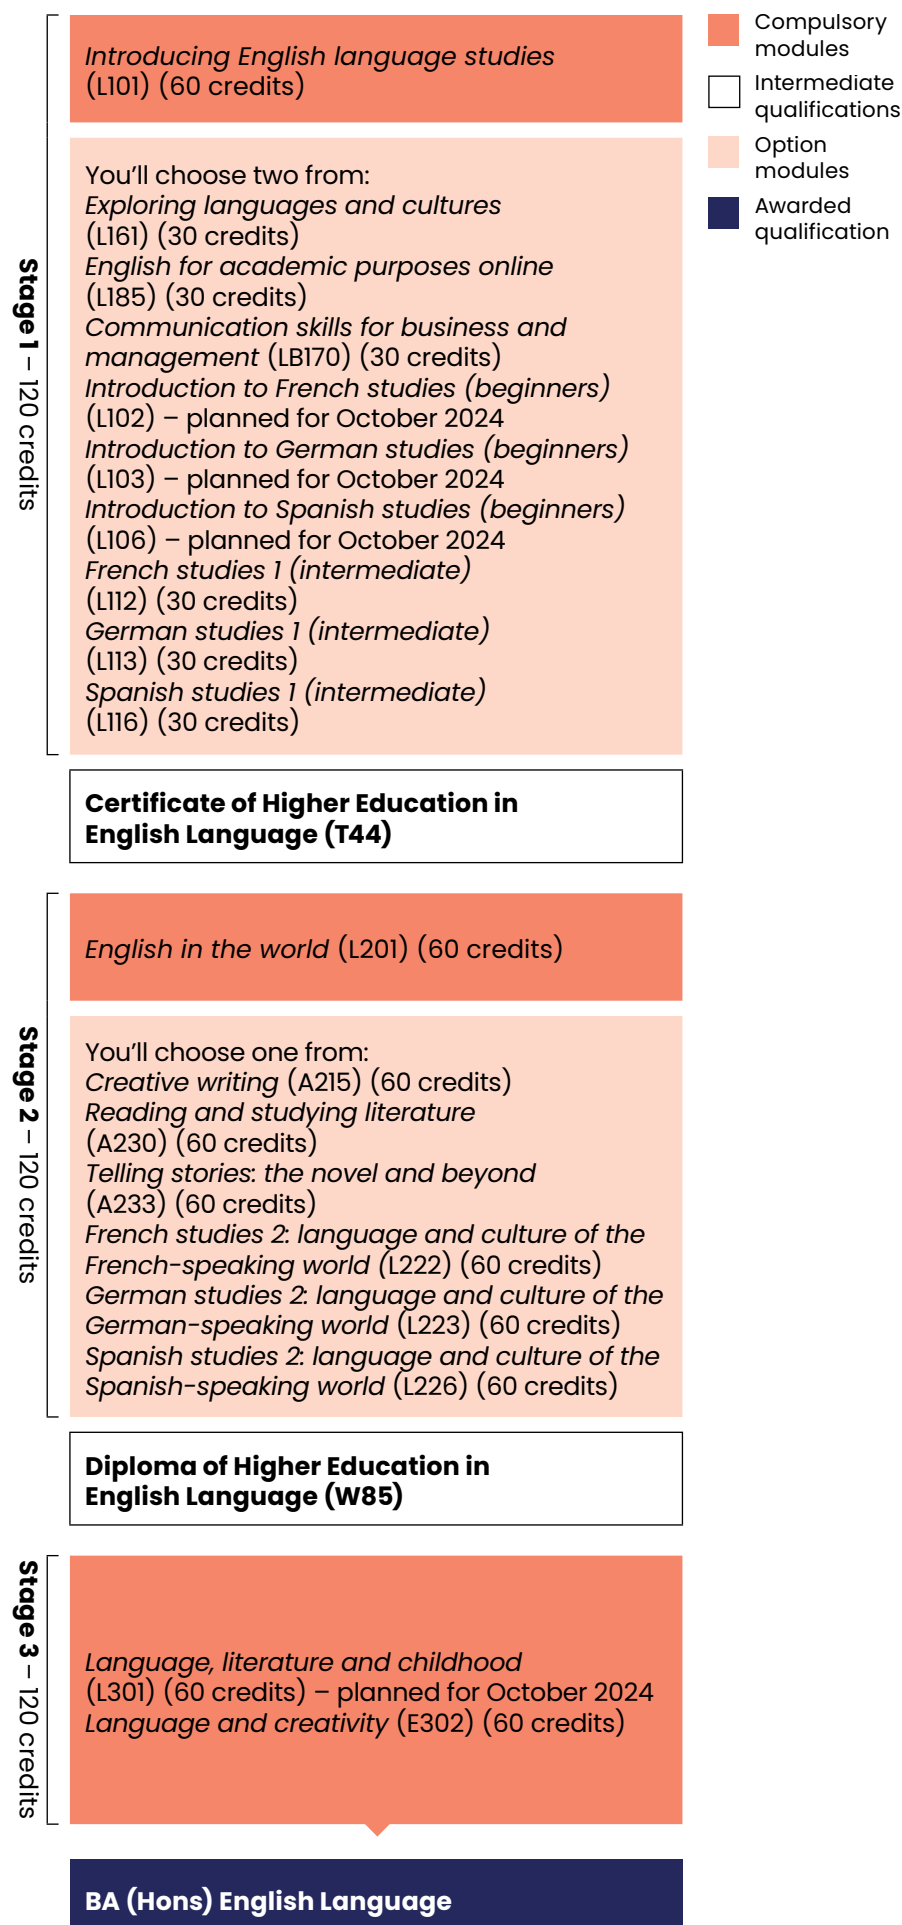 Introducing English language studies
(L101) (60 credits)
You’ll choose two from:
Exploring languages and cultures
(L161) (30 credits)
English for academic purposes online
(L185) (30 credits)
Communication skills for business and
management (LB170) (30 credits)
Introduction to French studies (beginners)
(L102) – planned for October 2024
Introduction to German studies (beginners)
(L103) – planned for October 2024
Introduction to Spanish studies (beginners)
(L106) – planned for October 2024
French studies 1 (intermediate)
(L112) (30 credits)
German studies 1 (intermediate)
(L113) (30 credits)
Spanish studies 1 (intermediate)
(L116) (30 credits)
Stage 1 – 120 credits
Certificate of Higher Education in
English Language (T44)
English in the world (L201) (60 credits)
You’ll choose one from:
Creative writing (A215) (60 credits)
Reading and studying literature
(A230) (60 credits)
Telling stories: the novel and beyond
(A233) (60 credits)
French studies 2: language and culture of the
French-speaking world (L222) (60 credits)
German studies 2: language and culture of the
German-speaking world (L223) (60 credits)
Spanish studies 2: language and culture of the
Spanish-speaking world (L226) (60 credits)
Stage 2 – 120 credits
Diploma of Higher Education in
English Language (W85)
Language, literature and childhood
(L301) (60 credits) – planned for October 2024
Language and creativity (E302) (60 credits)
Stage 3 – 120 credits
BA (Hons) English Language
Compulsory
modules
Intermediate
qualifications
Option
modules
Awarded
qualification